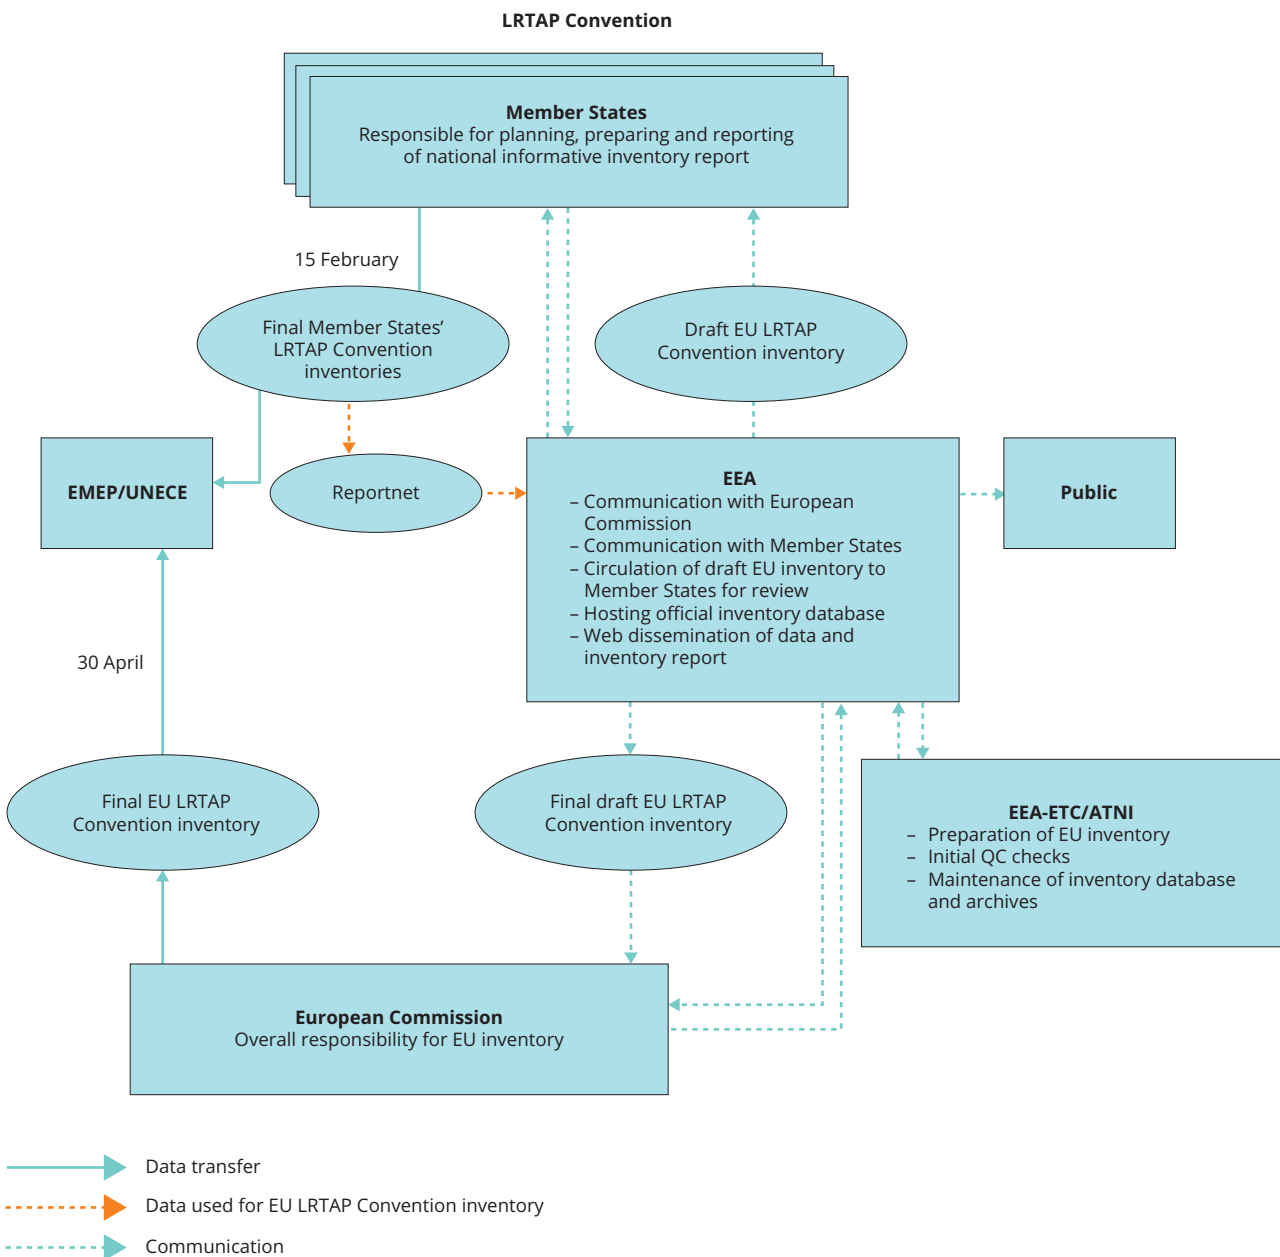 LRTAP Convention
Member States
Responsible for planning, preparing and reporting
of national informative inventory report
15 February
Final Member States’
LRTAP Convention
inventories
Draft EU LRTAP
Convention inventory
EMEP/UNECE
Reportnet
EEA
– Communication with European
Commission
– Communication with Member States
– Circulation of draft EU inventory to
Member States for review
– Hosting official inventory database
– Web dissemination of data and
inventory report
Public
30 April
Final EU LRTAP
Convention inventory
Final draft EU LRTAP
Convention inventory
EEA-ETC/ATNI
– Preparation of EU inventory
– Initial QC checks
– Maintenance of inventory database
and archives
European Commission
Overall responsibility for EU inventory
Data transfer
Data used for EU LRTAP Convention inventory
Communication